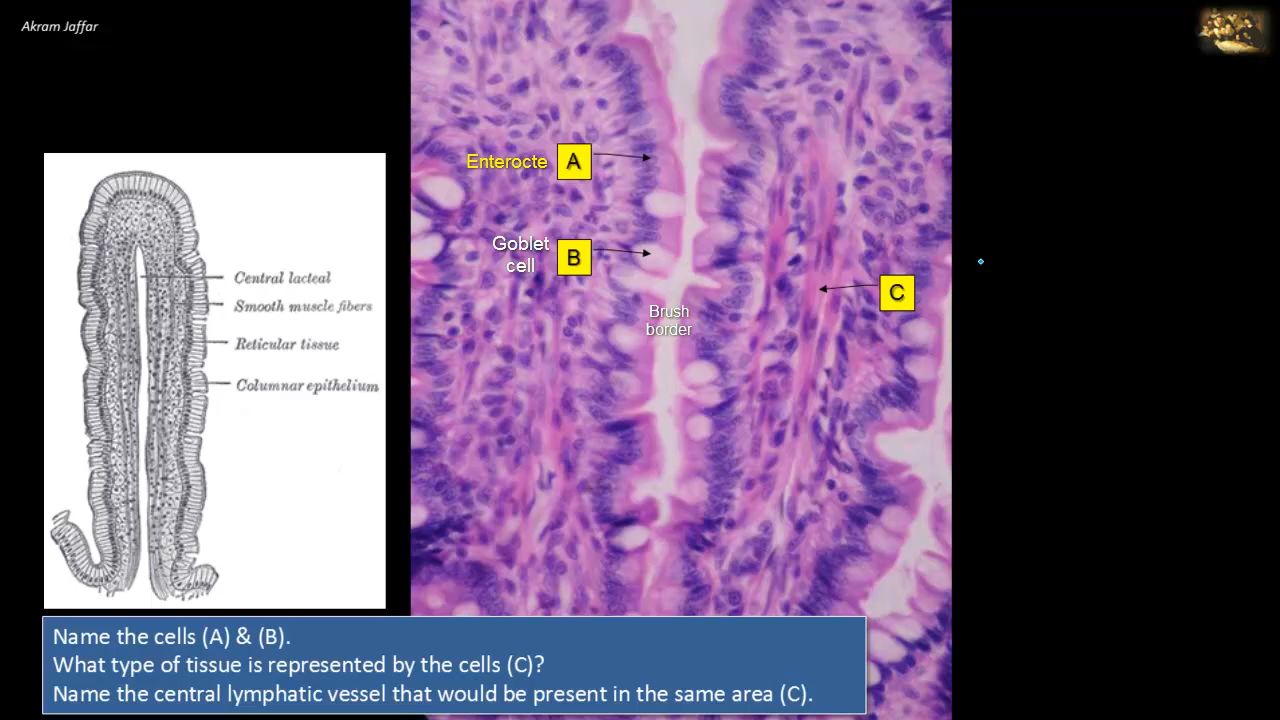 Akram Jaffar
Enterocte
A
Goblet
cell
B
C
Brush
border
Central lacteal
Smooth muscle fibers
Reticular tissue
Columnar epithelium
Name the cells (A) & (B).
What type of tissue is represented by the cells (C)?
Name the central lymphatic vessel that would be present in the same area (C).